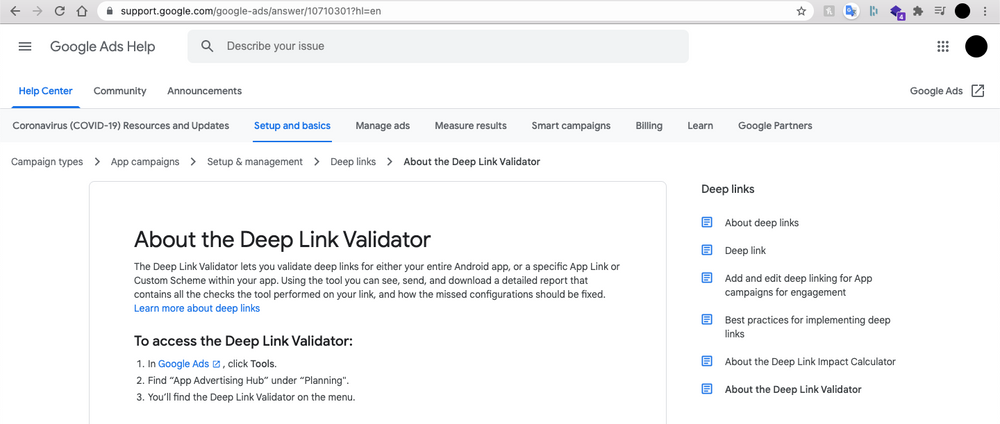 support.google.com/google-ads/answer/10710301?hl=en
4
Google Ads Help
Describe your issue
Help Center Community Announcements Google Ads
Coronavirus (COVID-19) Resources and Updates Setup and basics Manage ads Measure results Smart campaigns Billing Learn Google Partners
Campaign types > App campaigns > Setup & management > Deep links > About the Deep Link Validator
About the Deep Link Validator
The Deep Link Validator lets you validate deep links for either your entire Android app, or a specific App Link or
Custom Scheme within your app. Using the tool you can see, send, and download a detailed report that
contains all the checks the tool performed on your link, and how the missed configurations should be fixed.
Learn more about deep links
To access the Deep Link Validator:
1. In Google Ads , click Tools.
2. Find “App Advertising Hub” under “Planning”.
3. You’ll find the Deep Link Validator on the menu.
Deep links
About deep links
Deep link
Add and edit deep linking for App
campaigns for engagement
Best practices for implementing deep
links
About the Deep Link Impact Calculator
About the Deep Link Validator